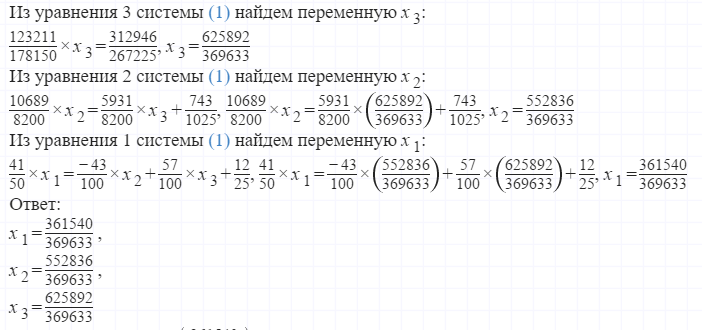 Из уравнения 3 системы (1) найдем переменную x 3:
123211/178150 × x 3 = 312946/267225, x 3 = 625892/369633
Из уравнения 2 системы (1) найдем переменную x 2:
10689/8200 × x 2 = 5931/8200 × x 3 + 743/1025, 10689/8200 × x 2 = 5931/8200 × (625892/369633) + 743/1025, x 2 = 552836/369633
Из уравнения 1 системы (1) найдем переменную x 1:
41/50 × x 1 = −43/100 × x 2 + 57/100 × x 3 + 12/25, 41/50 × x 1 = −43/100 × (552836/369633) + 57/100 × (625892/369633) + 12/25, x 1 = 361540/369633
Ответ:
x 1 = 361540/369633 ,
x 2 = 552836/369633 ,
x 3 = 625892/369633